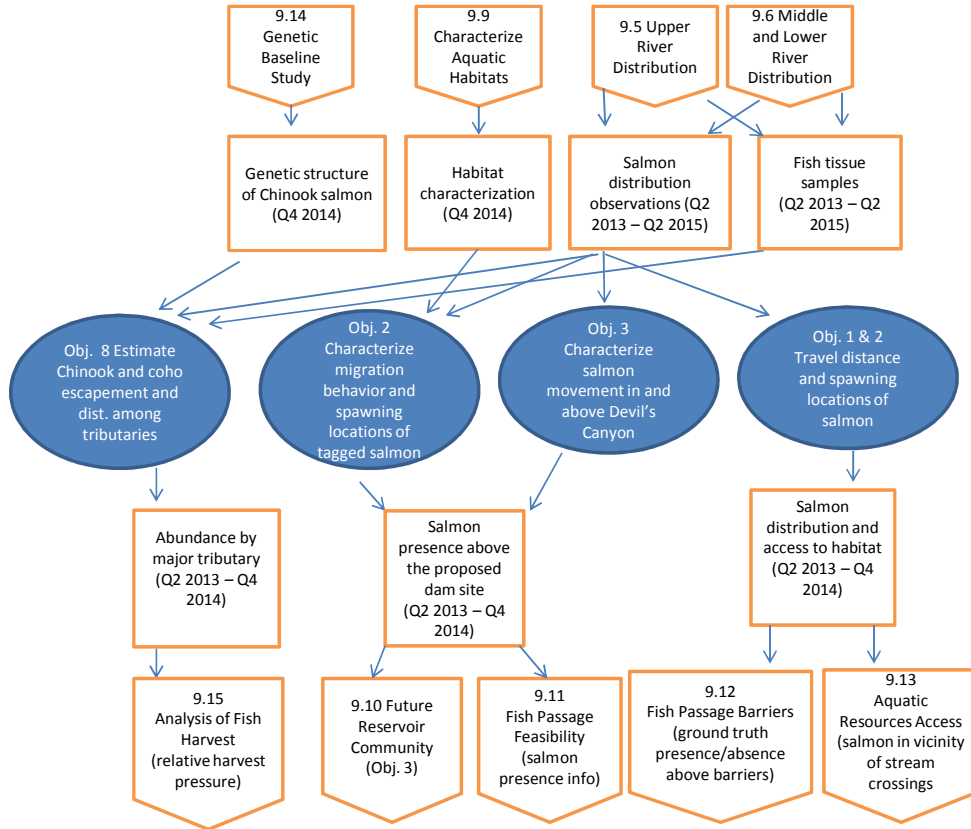 9.14
Genetic
Baseline
Study
9.9
Characterize
Aquatic
Habitats
9.5 Upper
River
Distribution
9.6 Middle
and Lower
River
Distribution
Genetic structure
of Chinook salmon
(Q4 2014)
Habitat
characterization
(Q4 2014)
Salmon
distribution
observations (Q2
2013 – Q2 2015)
Fish tissue
samples
(Q2 2013 – Q2
2015)
Obj. 8 Estimate
Chinook and coho
escapement and
dist. among
tributaries
Obj. 2
Characterize
migration
behavior and
spawning
locations of
tagged salmon
Obj. 3
Characterize
salmon
movement in and
above Devil’s
Canyon
Obj. 1 & 2
Travel distance
and spawning
locations of
salmon
Abundance by
major tributary
(Q2 2013 – Q4
2014)
Salmon
presence above
the proposed
dam site
(Q2 2013 – Q4
2014)
Salmon
distribution and
access to habitat
(Q2 2013 – Q4
2014)
9.15
Analysis of Fish
Harvest
(relative harvest
pressure)
9.10 Future
Reservoir
Community
(Obj. 3)
9.11
Fish Passage
Feasibility
(salmon
presence info)
9.12
Fish Passage Barriers
(ground truth
presence/absence
above barriers)
9.13
Aquatic
Resources Access
(salmon in vicinity
of stream
crossings